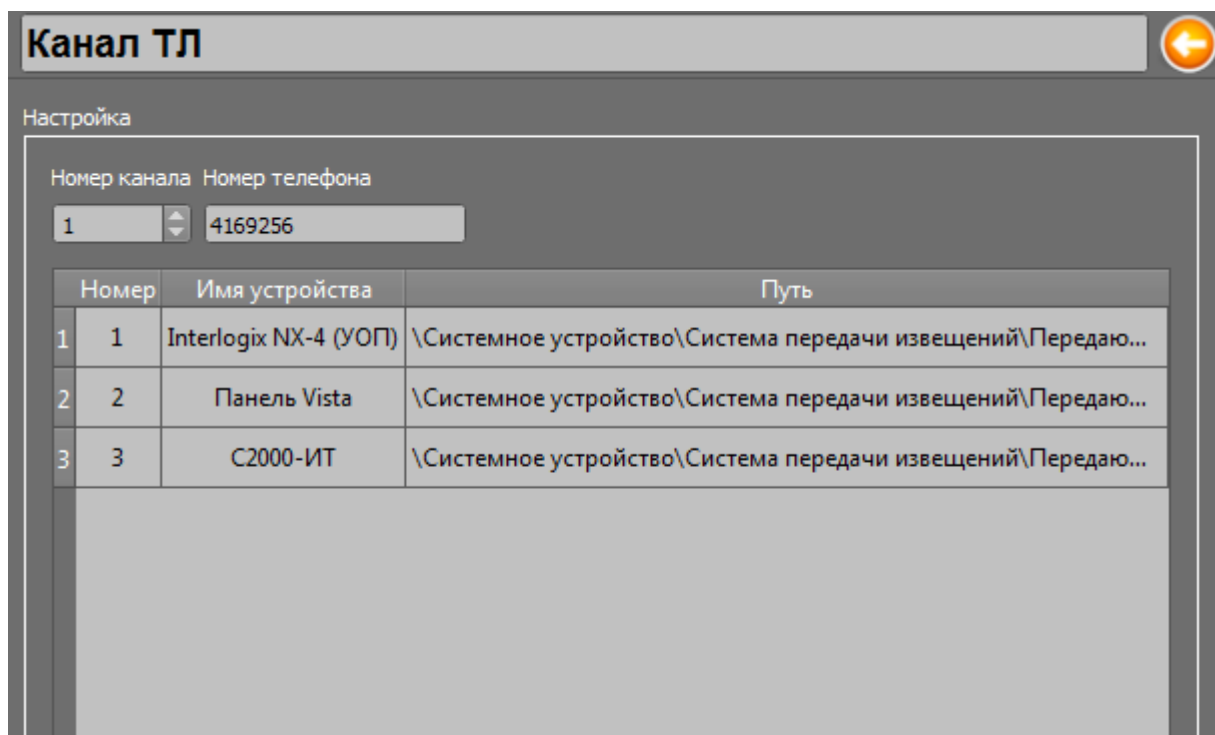 Канал ТЛ
Настройка
Номер канала Номер телефона
1 4169256
Номер Имя устройства Путь
1 1 Interlogix NX-4 (УОП) \Системное устройство\Система передачи извещений\Передаю...
2 2 Панель Vista \Системное устройство\Система передачи извещений\Передаю...
3 3 С2000-ИТ \Системное устройство\Система передачи извещений\Передаю...